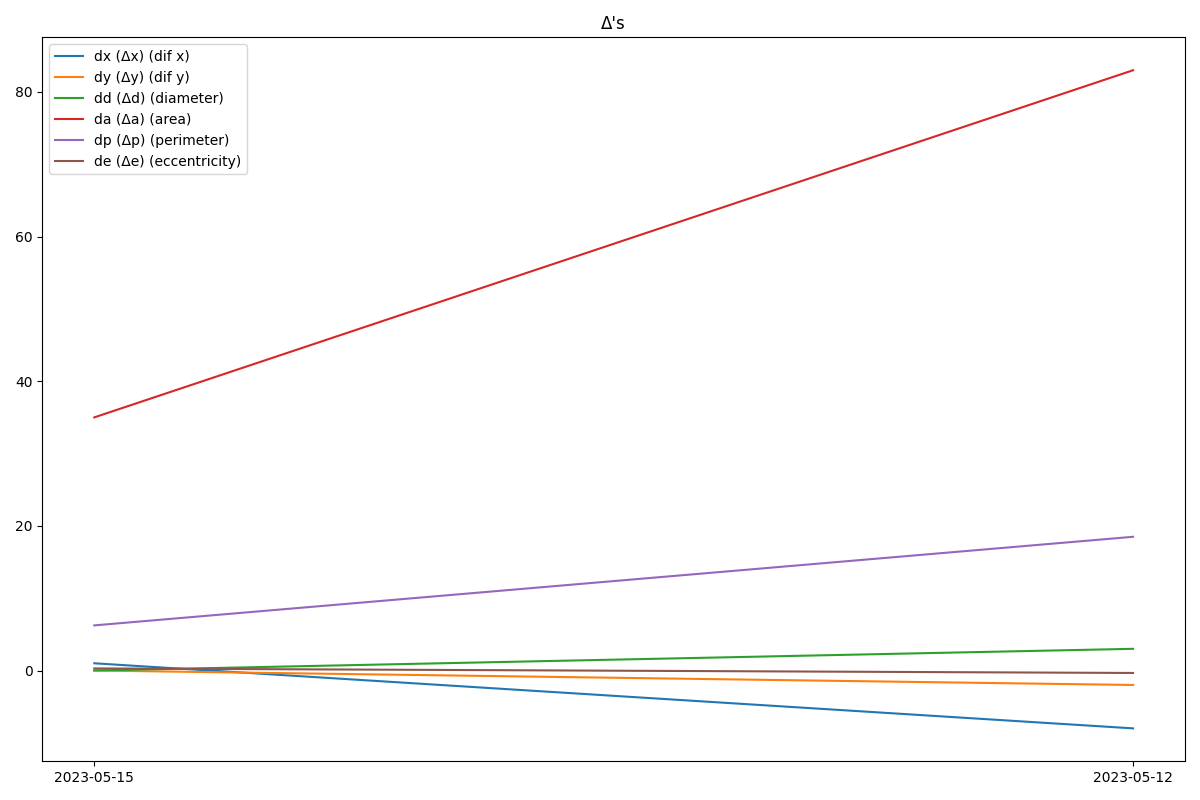 Δ's
dx (Δx) (dif x)
dy (Δy) (dif y)
dd (Δd) (diameter)
da (Δa) (area)
dp (Δp) (perimeter)
de (Δe) (eccentricity)
80
60
40
20
0
2023-05-15 2023-05-12